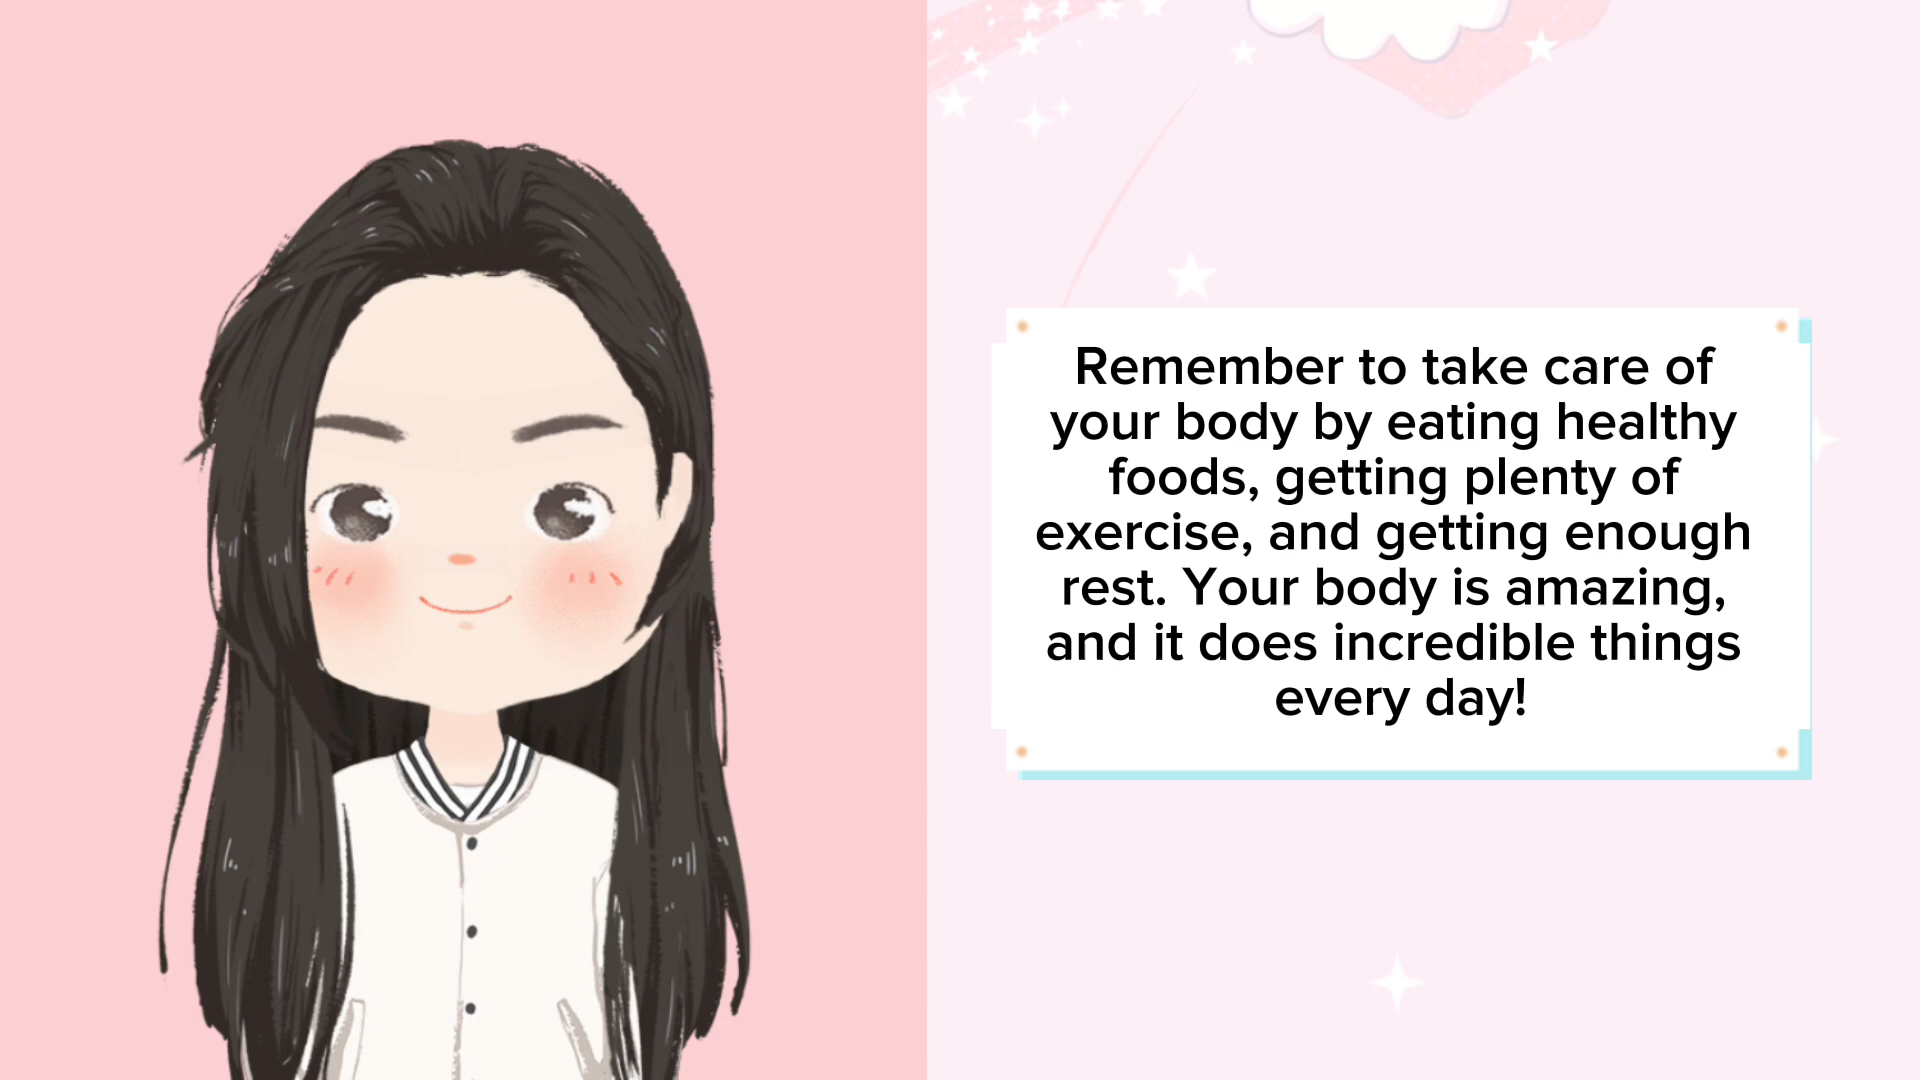 Remember to take care of
your body by eating healthy
foods, getting plenty of
exercise, and getting enough
rest. Your body is amazing,
and it does incredible things
every day!